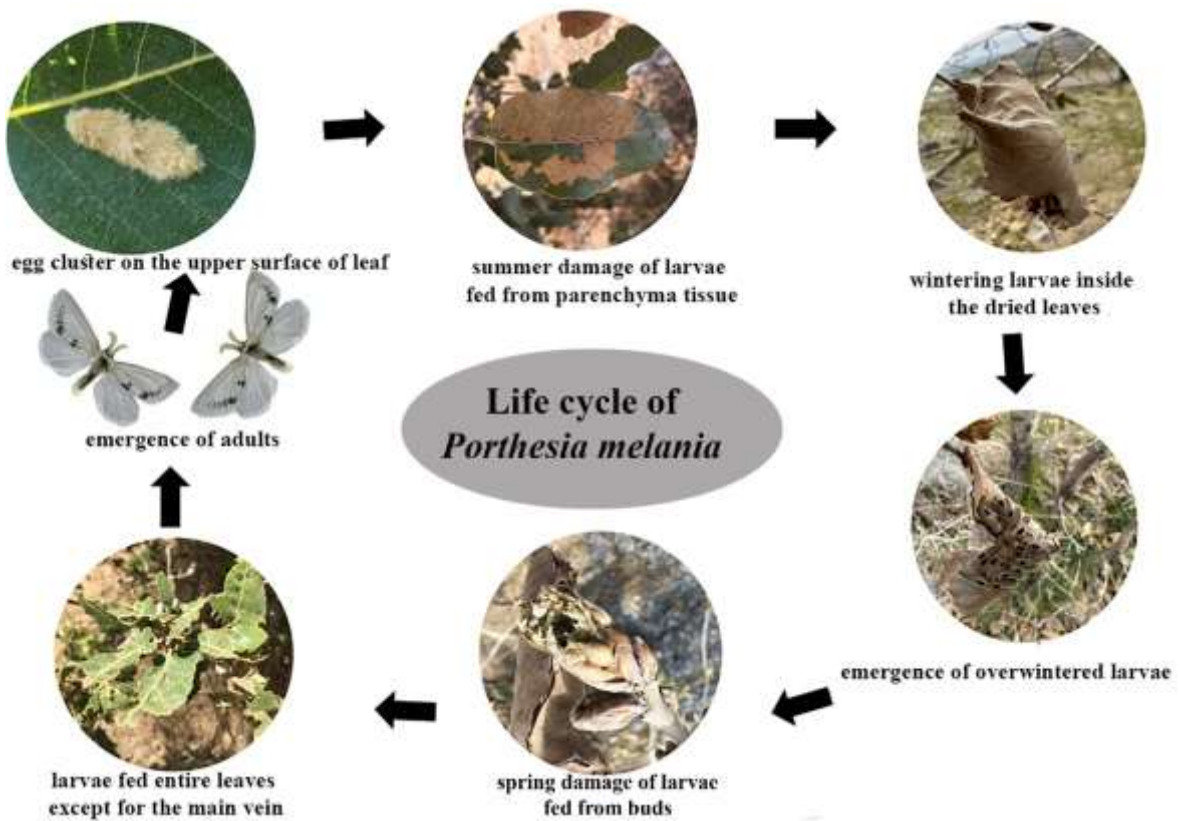 egg cluster on the upper surface of leaf
summer damage of larvae
fed from parenchyma tissue
wintering larvae inside
the dried leaves
Life cycle of
Porthesia melania
emergence of adults
emergence of overwintered larvae
larvae fed entire leaves
except for the main vein
spring damage of larvae
fed from buds